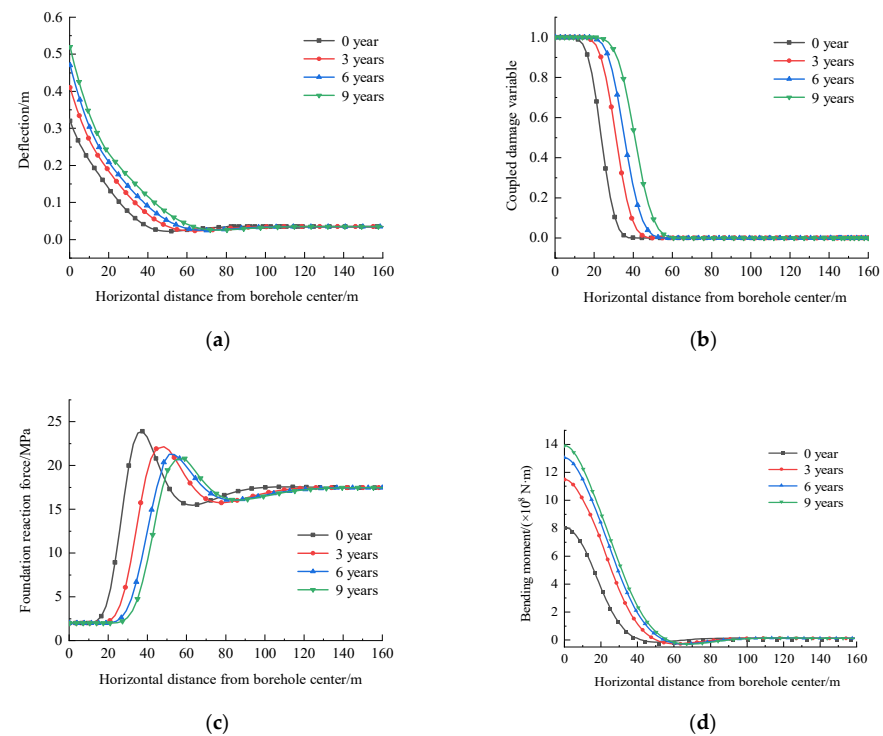 0.6
0.5
0.4
0.3
0.2
0.1
0.0
Deflection/m
0 year
3 years
6 years
9 years
0 20 40 60 80 100 120 140 160
Horizontal distance from borehole center/m
(a)
1.0
0.8
0.6
0.4
0.2
0.0
Coupled damage variable
0 year
3 years
6 years
9 years
0 20 40 60 80 100 120 140 160
Horizontal distance from borehole center/m
(b)
25
20
15
10
5
0
Foundation reaction force/MPa
0 year
3 years
6 years
9 years
0 20 40 60 80 100 120 140 160
Horizontal distance from borehole center/m
(c)
14
12
10
8
6
4
2
0
Bending moment/(×10⁸ N·m)
0 year
3 years
6 years
9 years
0 20 40 60 80 100 120 140 160
Horizontal distance from borehole center/m
(d)